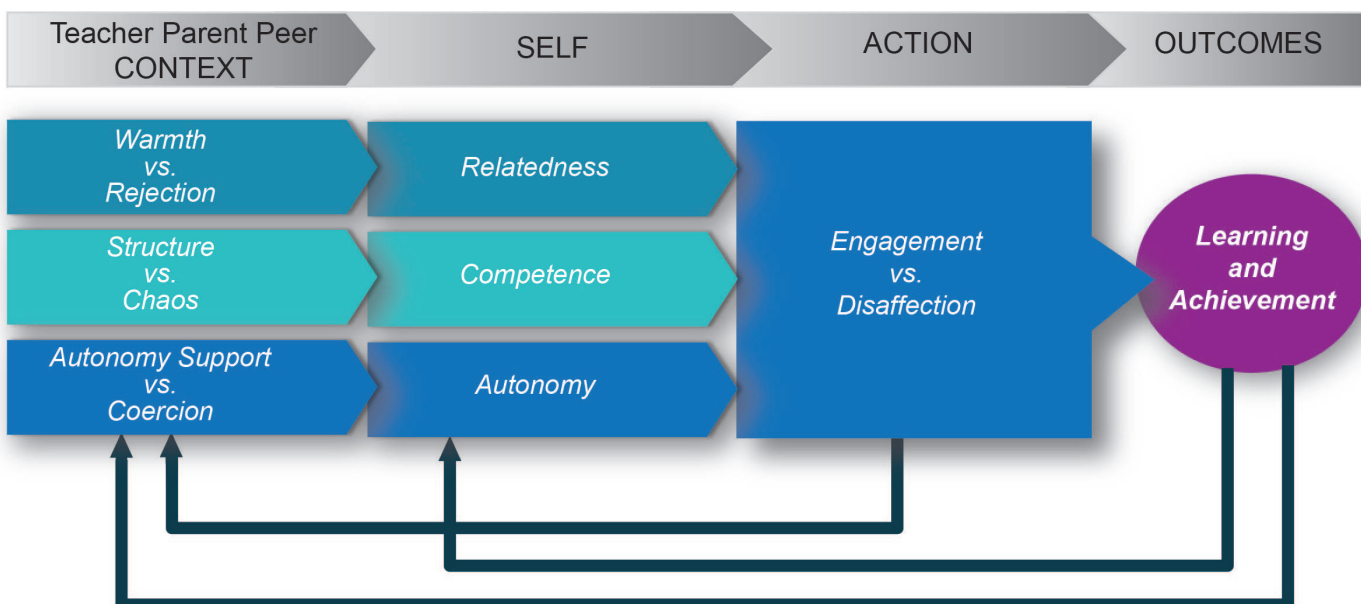 Teacher Parent Peer
CONTEXT
SELF
ACTION
OUTCOMES
Warmth
vs.
Rejection
Relatedness
Structure
vs.
Chaos
Competence
Autonomy Support
vs.
Coercion
Autonomy
Engagement
vs.
Disaffection
Learning
and
Achievement